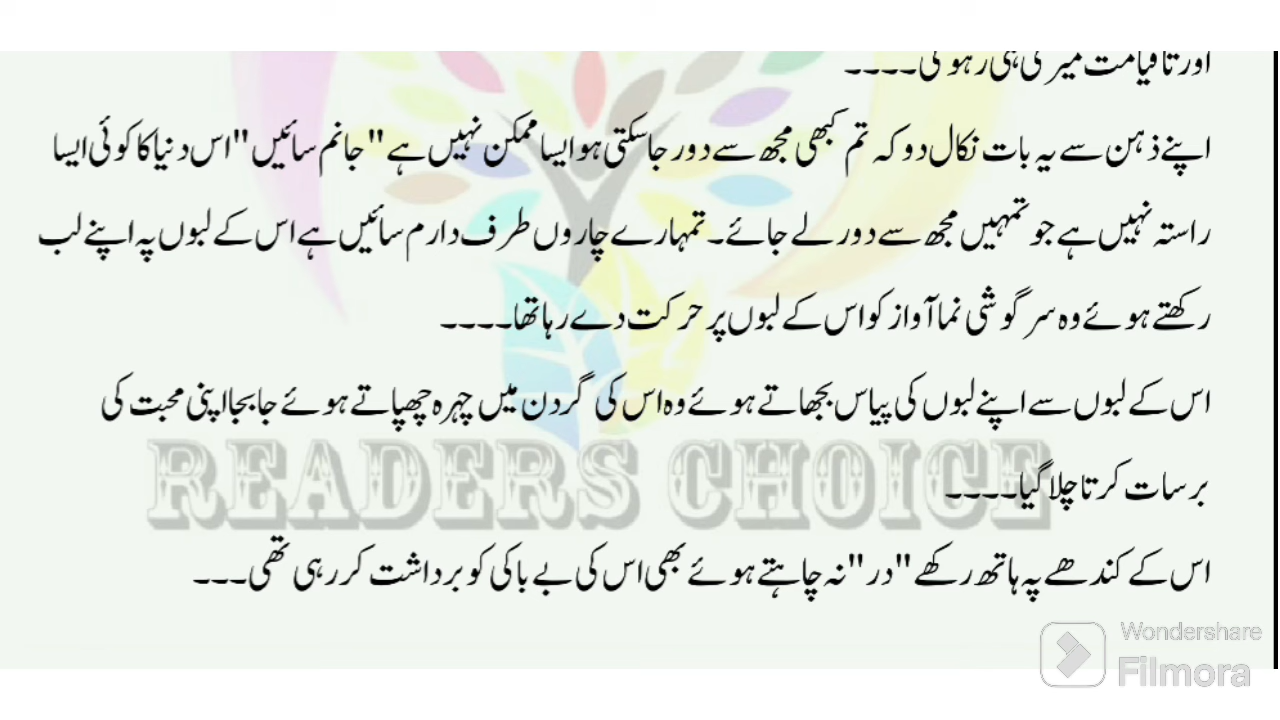 اور تا قیامت میری ہی رہو گی۔۔۔۔
اپنے ذہن سے یہ بات نکال دو کہ تم کبھی مجھ سے دور جا سکتی ہو ایسا ممکن نہیں ہے "جانم سائیں" اس دنیا کا کوئی ایسا
راستہ نہیں ہے جو تمہیں مجھ سے دور لے جائے۔ تمہارے چاروں طرف دارم سائیں ہے اس کے لبوں پہ اپنے لب
رکھتے ہوئے وہ سرگوشی نما آواز کو اس کے لبوں پر حرکت دے رہا تھا۔۔۔۔
اس کے لبوں سے اپنے لبوں کی پیاس بجھاتے ہوئے وہ اس کی گردن میں چہرہ چھپاتے ہوئے جا بجا اپنی محبت کی
برسات کرتا چلا گیا۔۔۔۔
READERS CHOICE
اس کے کندھے پہ ہاتھ رکھے "در" نہ چاہتے ہوئے بھی اس کی بے باکی کو برداشت کر رہی تھی۔۔۔
Wondershare
Filmora